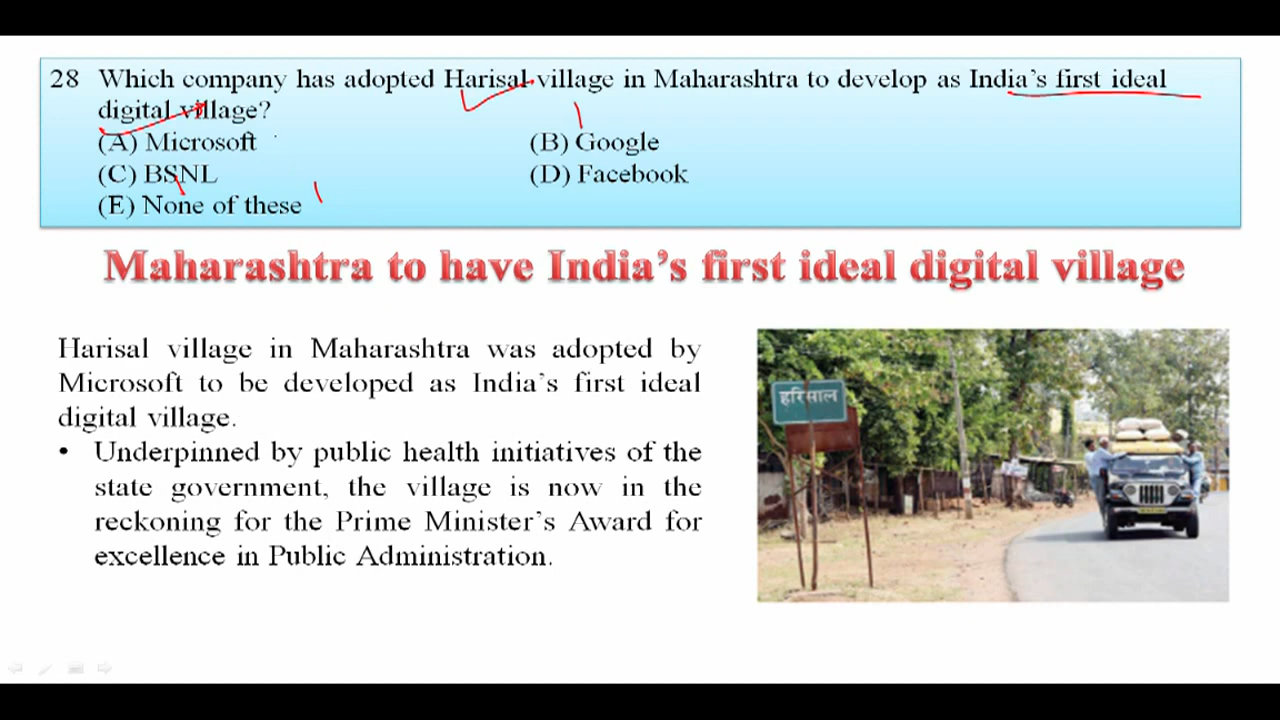 28 Which company has adopted Harisal village in Maharashtra to develop as India's first ideal
digital village?
(A) Microsoft (B) Google
(C) BSNL (D) Facebook
(E) None of these
Maharashtra to have India's first ideal digital village
Harisal village in Maharashtra was adopted by
Microsoft to be developed as India's first ideal
digital village.
• Underpinned by public health initiatives of the
state government, the village is now in the
reckoning for the Prime Minister's Award for
excellence in Public Administration.
हरिसाल